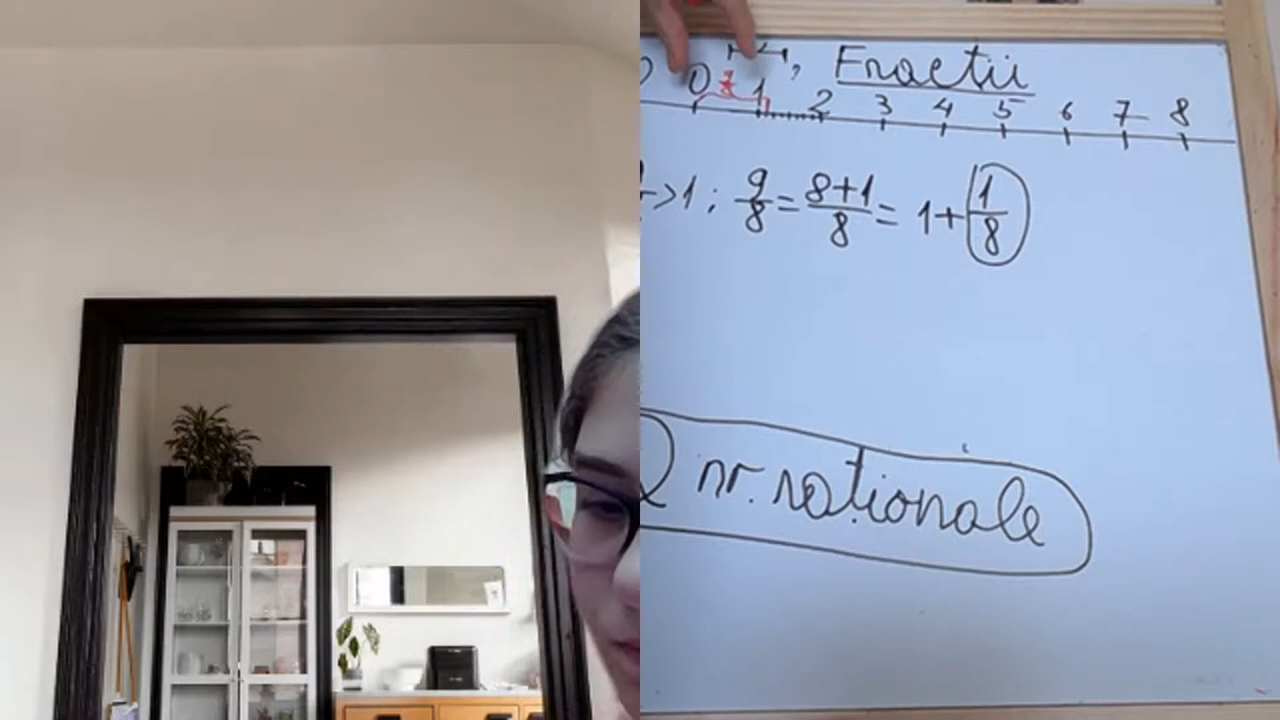 Fractii
0 1 2 3 4 5 6 7 8
>1 ; 9/8 = 8+1/8 = 1+ 1/8
Q nr. raționale